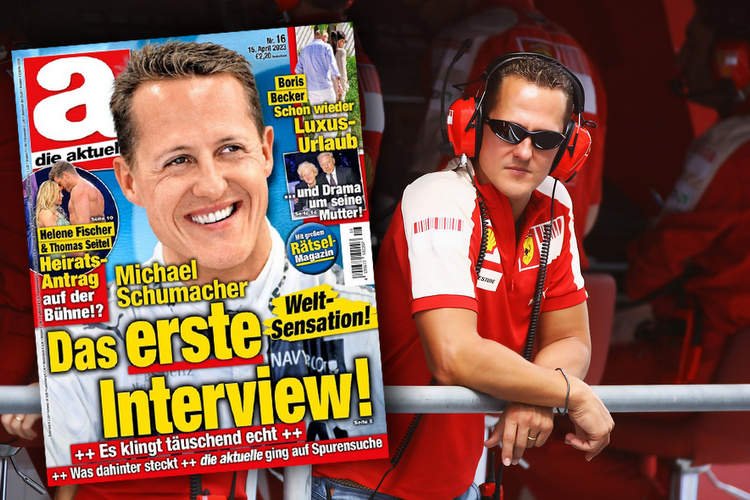 a
die aktuelle
Nr. 16
15. April 2023
€2,20
Boris
Becker
Schon wieder
Luxus-
Urlaub
... und Drama
um seine
Mutter!
Helene Fischer
& Thomas Seitel
Heirats-
Antrag
auf der
Bühne!?
Mit großem
Rätsel-
Magazin
Michael
Schumacher
Welt-
Sensation!
Das erste
Interview!
++ Es klingt täuschend echt ++
++ Was dahinter steckt ++ die aktuelle ging auf Spurensuche